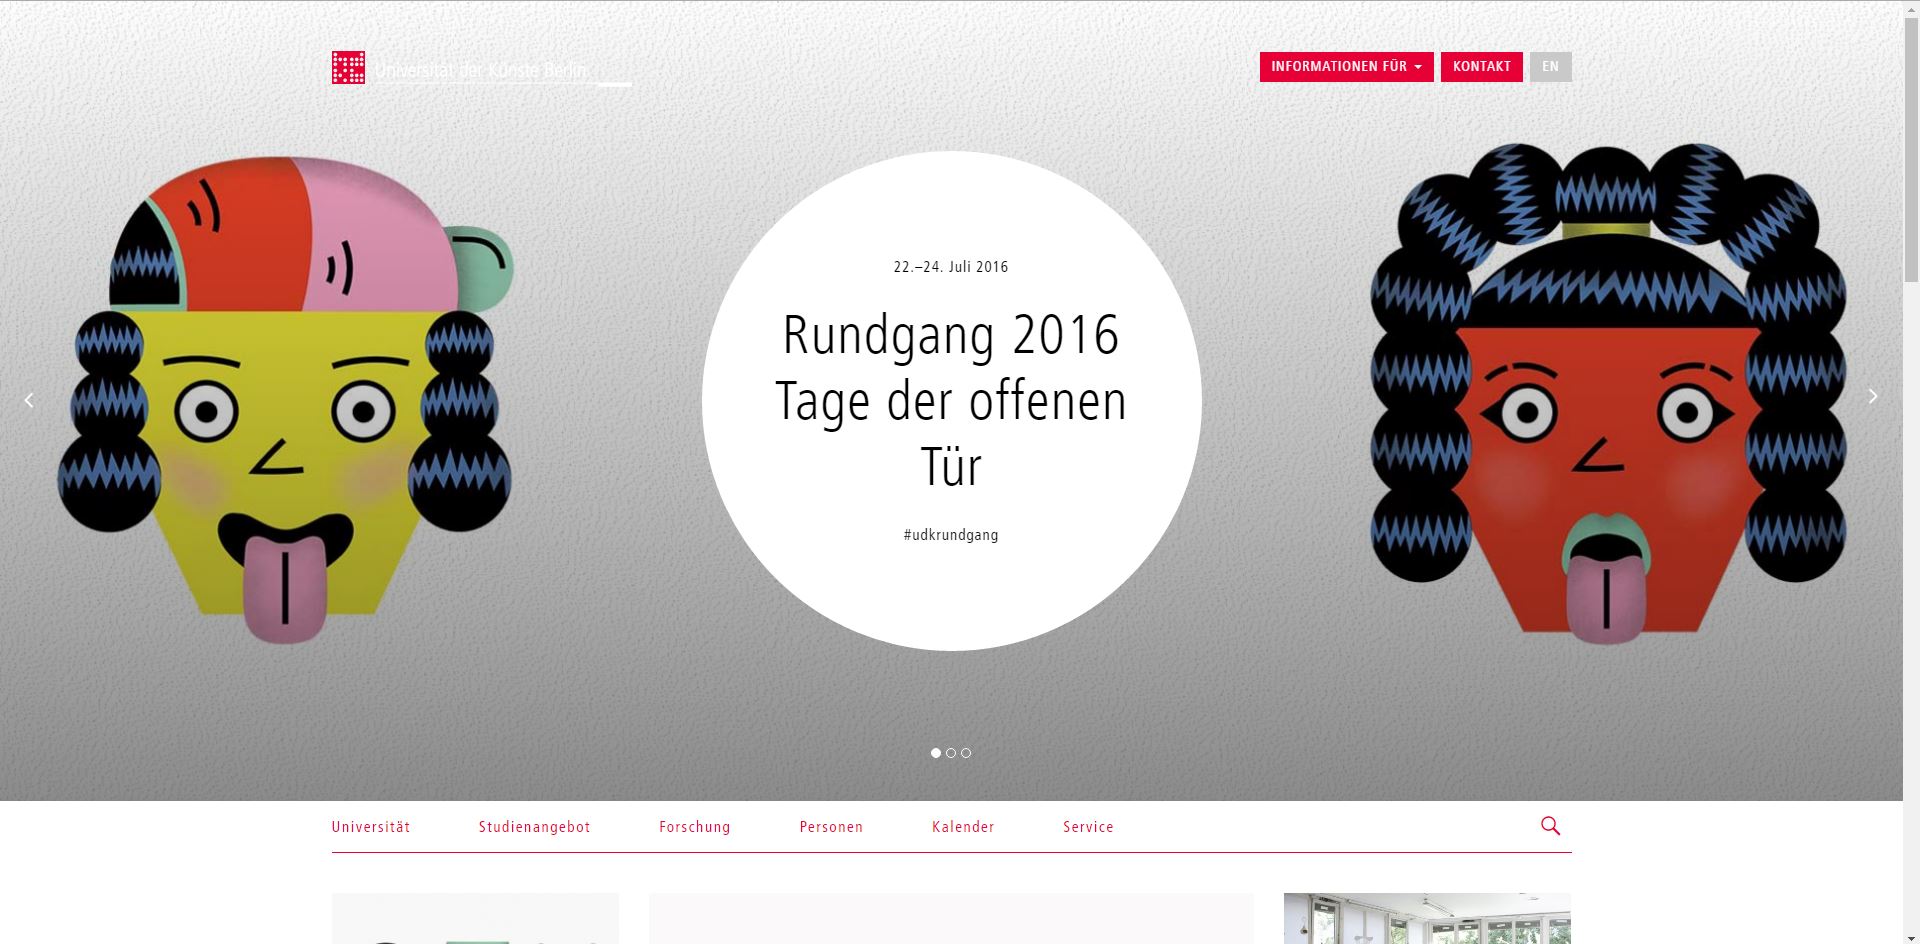 Universität der Künste Berlin
INFORMATIONEN FÜR
KONTAKT
EN
22.–24. Juli 2016
Rundgang 2016
Tage der offenen
Tür
#udkrundgang
Universität
Studienangebot
Forschung
Personen
Kalender
Service